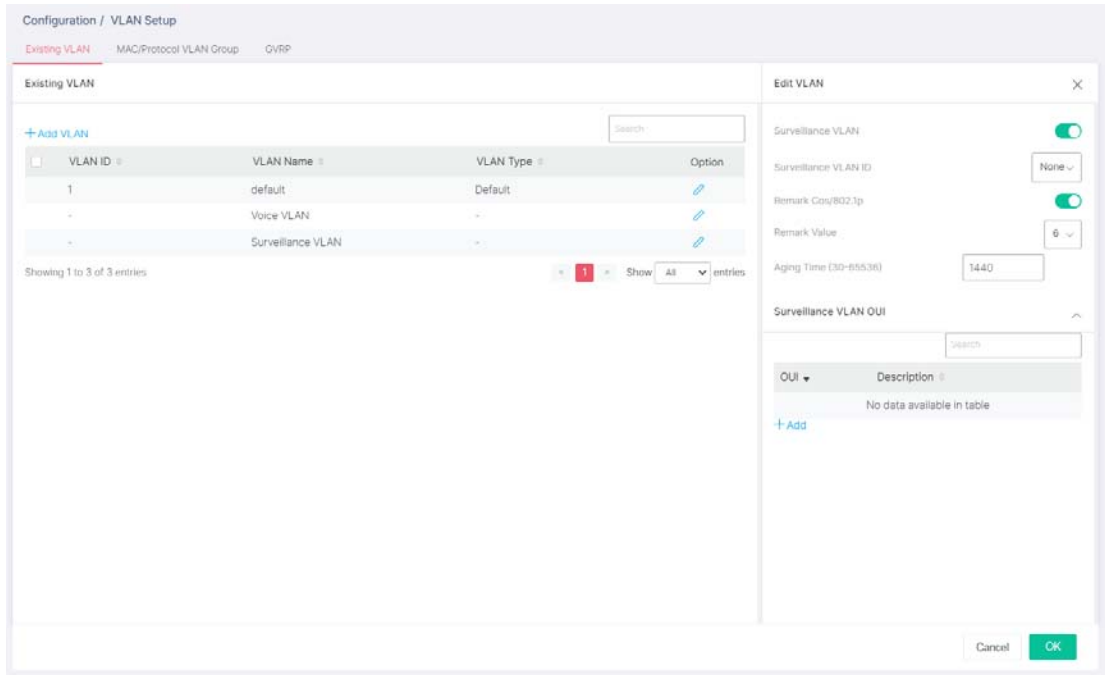 Configuration / VLAN Setup
Existing VLAN MAC/Protocol VLAN Group GVRP
Existing VLAN
+ Add VLAN
Search
VLAN ID VLAN Name VLAN Type Option
1 default Default
- Voice VLAN -
- Surveillance VLAN -
Showing 1 to 3 of 3 entries
« 1 » Show All entries
Edit VLAN
Surveillance VLAN
Surveillance VLAN ID None
Remark Cos/802.1p
Remark Value 6
Aging Time (30-65536) 1440
Surveillance VLAN OUI
Search
OUI Description
No data available in table
+ Add
Cancel OK